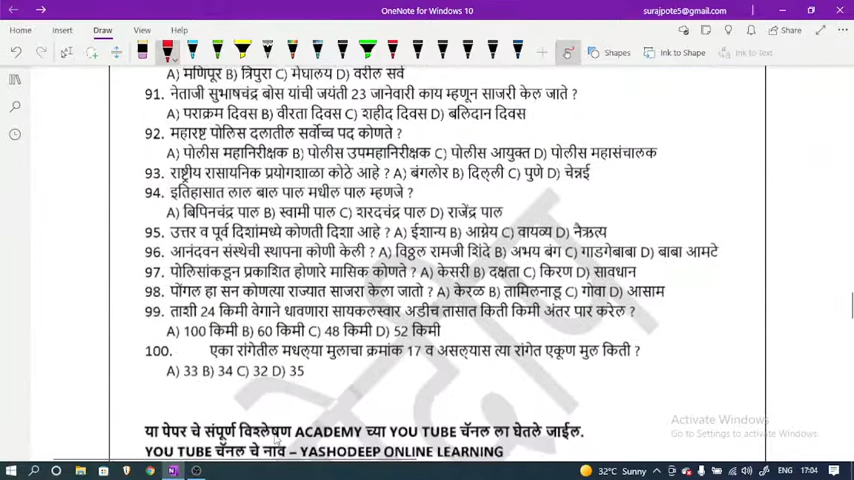 OneNote for Windows 10
surajpote5@gmail.com
Home Insert Draw View Help
Share
Shapes Ink to Shape Ink to Text
A) मणिपूर B) त्रिपुरा C) मेघालय D) वरील सर्व
91. नेताजी सुभाषचंद्र बोस यांची जयंती 23 जानेवारी काय म्हणून साजरी केल जाते ?
A) पराक्रम दिवस B) वीरता दिवस C) शहीद दिवस D) बलिदान दिवस
92. महाराष्ट पोलिस दलातील सर्वोच्च पद कोणते ?
A) पोलीस महानिरीक्षक B) पोलीस उपमहानिरीक्षक C) पोलीस आयुक्त D) पोलीस महासंचालक
93. राष्ट्रीय रासायनिक प्रयोगशाळा कोठे आहे ? A) बंगलोर B) दिल्ली C) पुणे D) चेन्नई
94. इतिहासात लाल बाल पाल मधील पाल म्हणजे ?
A) बिपिनचंद्र पाल B) स्वामी पाल C) शरदचंद्र पाल D) राजेंद्र पाल
95. उत्तर व पूर्व दिशांमध्ये कोणती दिशा आहे ? A) ईशान्य B) आग्नेय C) वायव्य D) नैऋत्य
96. आनंदवन संस्थेची स्थापना कोणी केली ? A) विठ्ठल रामजी शिंदे B) अभय बंग C) गाडगेबाबा D) बाबा आमटे
97. पोलिसांकडून प्रकाशित होणारे मासिक कोणते ? A) केसरी B) दक्षता C) किरण D) सावधान
98. पोंगल हा सन कोणत्या राज्यात साजरा केला जातो ? A) केरळ B) तामिलनाडू C) गोवा D) आसाम
99. ताशी 24 किमी वेगाने धावणारा सायकलस्वार अडीच तासात किती किमी अंतर पार करेल ?
A) 100 किमी B) 60 किमी C) 48 किमी D) 52 किमी
100. एका रांगेतील मधल्या मुलाचा क्रमांक 17 व असल्यास त्या रांगेत एकूण मुल किती ?
A) 33 B) 34 C) 32 D) 35
या पेपर चे संपूर्ण विश्लेषण ACADEMY च्या YOU TUBE चॅनल ला घेतले जाईल.
YOU TUBE चॅनल चे नाव – YASHODEEP ONLINE LEARNING
Activate Windows
Go to Settings to activate Windows.
32°C Sunny
ENG
17:04